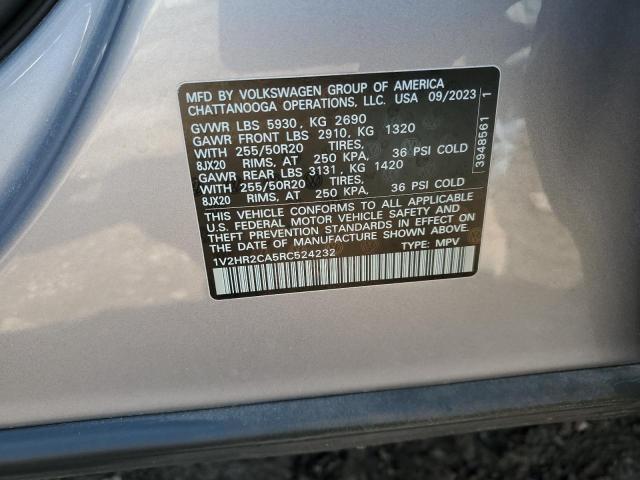 MFD BY VOLKSWAGEN GROUP OF AMERICA
CHATTANOOGA OPERATIONS, LLC. USA 09/2023
GVWR LBS 5930, KG 2690
GAWR FRONT LBS 2910, KG 1320
WITH 255/50R20 TIRES,
8JX20 RIMS, AT 250 KPA, 36 PSI COLD
GAWR REAR LBS 3131, KG 1420
WITH 255/50R20 TIRES,
8JX20 RIMS, AT 250 KPA, 36 PSI COLD
THIS VEHICLE CONFORMS TO ALL APPLICABLE
U.S. FEDERAL MOTOR VEHICLE SAFETY AND
THEFT PREVENTION STANDARDS IN EFFECT ON
THE DATE OF MANUFACTURE SHOWN ABOVE.
1V2HR2CA5RC524232 TYPE: MPV
3948561 1